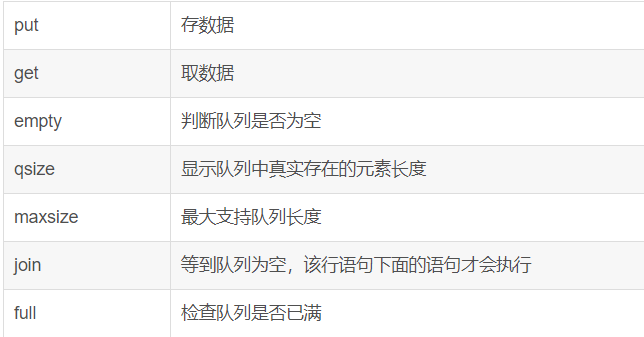 put 存数据
get 取数据
empty 判断队列是否为空
qsize 显示队列中真实存在的元素长度
maxsize 最大支持队列长度
join 等到队列为空，该行语句下面的语句才会执行
full 检查队列是否已满